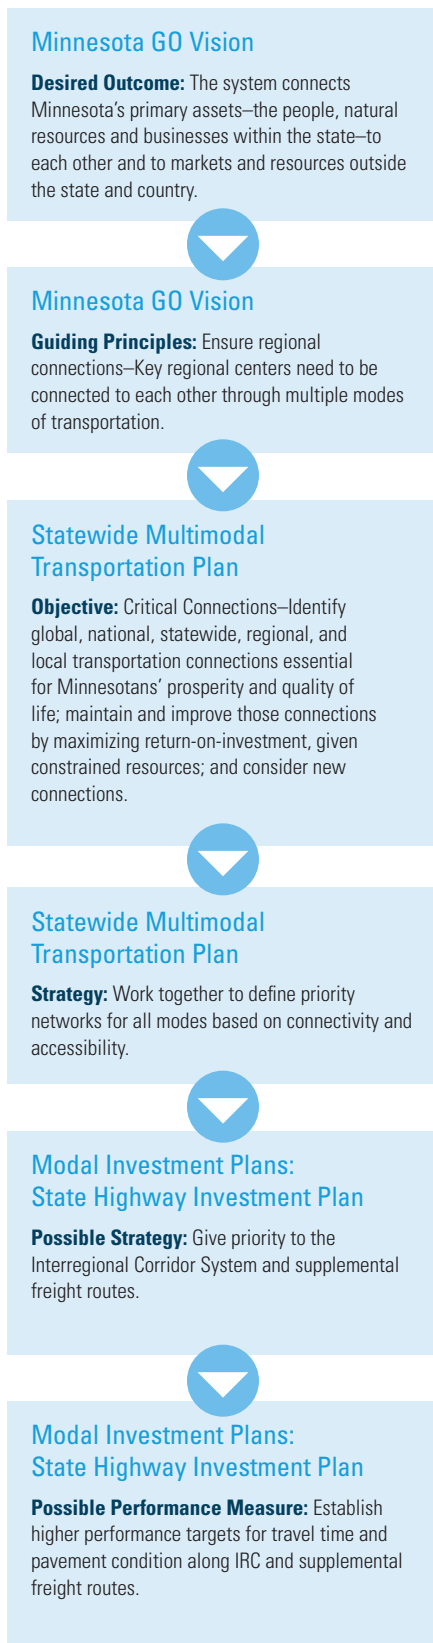 Minnesota GO Vision
Desired Outcome: The system connects
Minnesota’s primary assets–the people, natural
resources and businesses within the state–to
each other and to markets and resources outside
the state and country.
Minnesota GO Vision
Guiding Principles: Ensure regional
connections–Key regional centers need to be
connected to each other through multiple modes
of transportation.
Statewide Multimodal
Transportation Plan
Objective: Critical Connections–Identify
global, national, statewide, regional, and
local transportation connections essential
for Minnesotans’ prosperity and quality of
life; maintain and improve those connections
by maximizing return-on-investment, given
constrained resources; and consider new
connections.
Statewide Multimodal
Transportation Plan
Strategy: Work together to define priority
networks for all modes based on connectivity and
accessibility.
Modal Investment Plans:
State Highway Investment Plan
Possible Strategy: Give priority to the
Interregional Corridor System and supplemental
freight routes.
Modal Investment Plans:
State Highway Investment Plan
Possible Performance Measure: Establish
higher performance targets for travel time and
pavement condition along IRC and supplemental
freight routes.